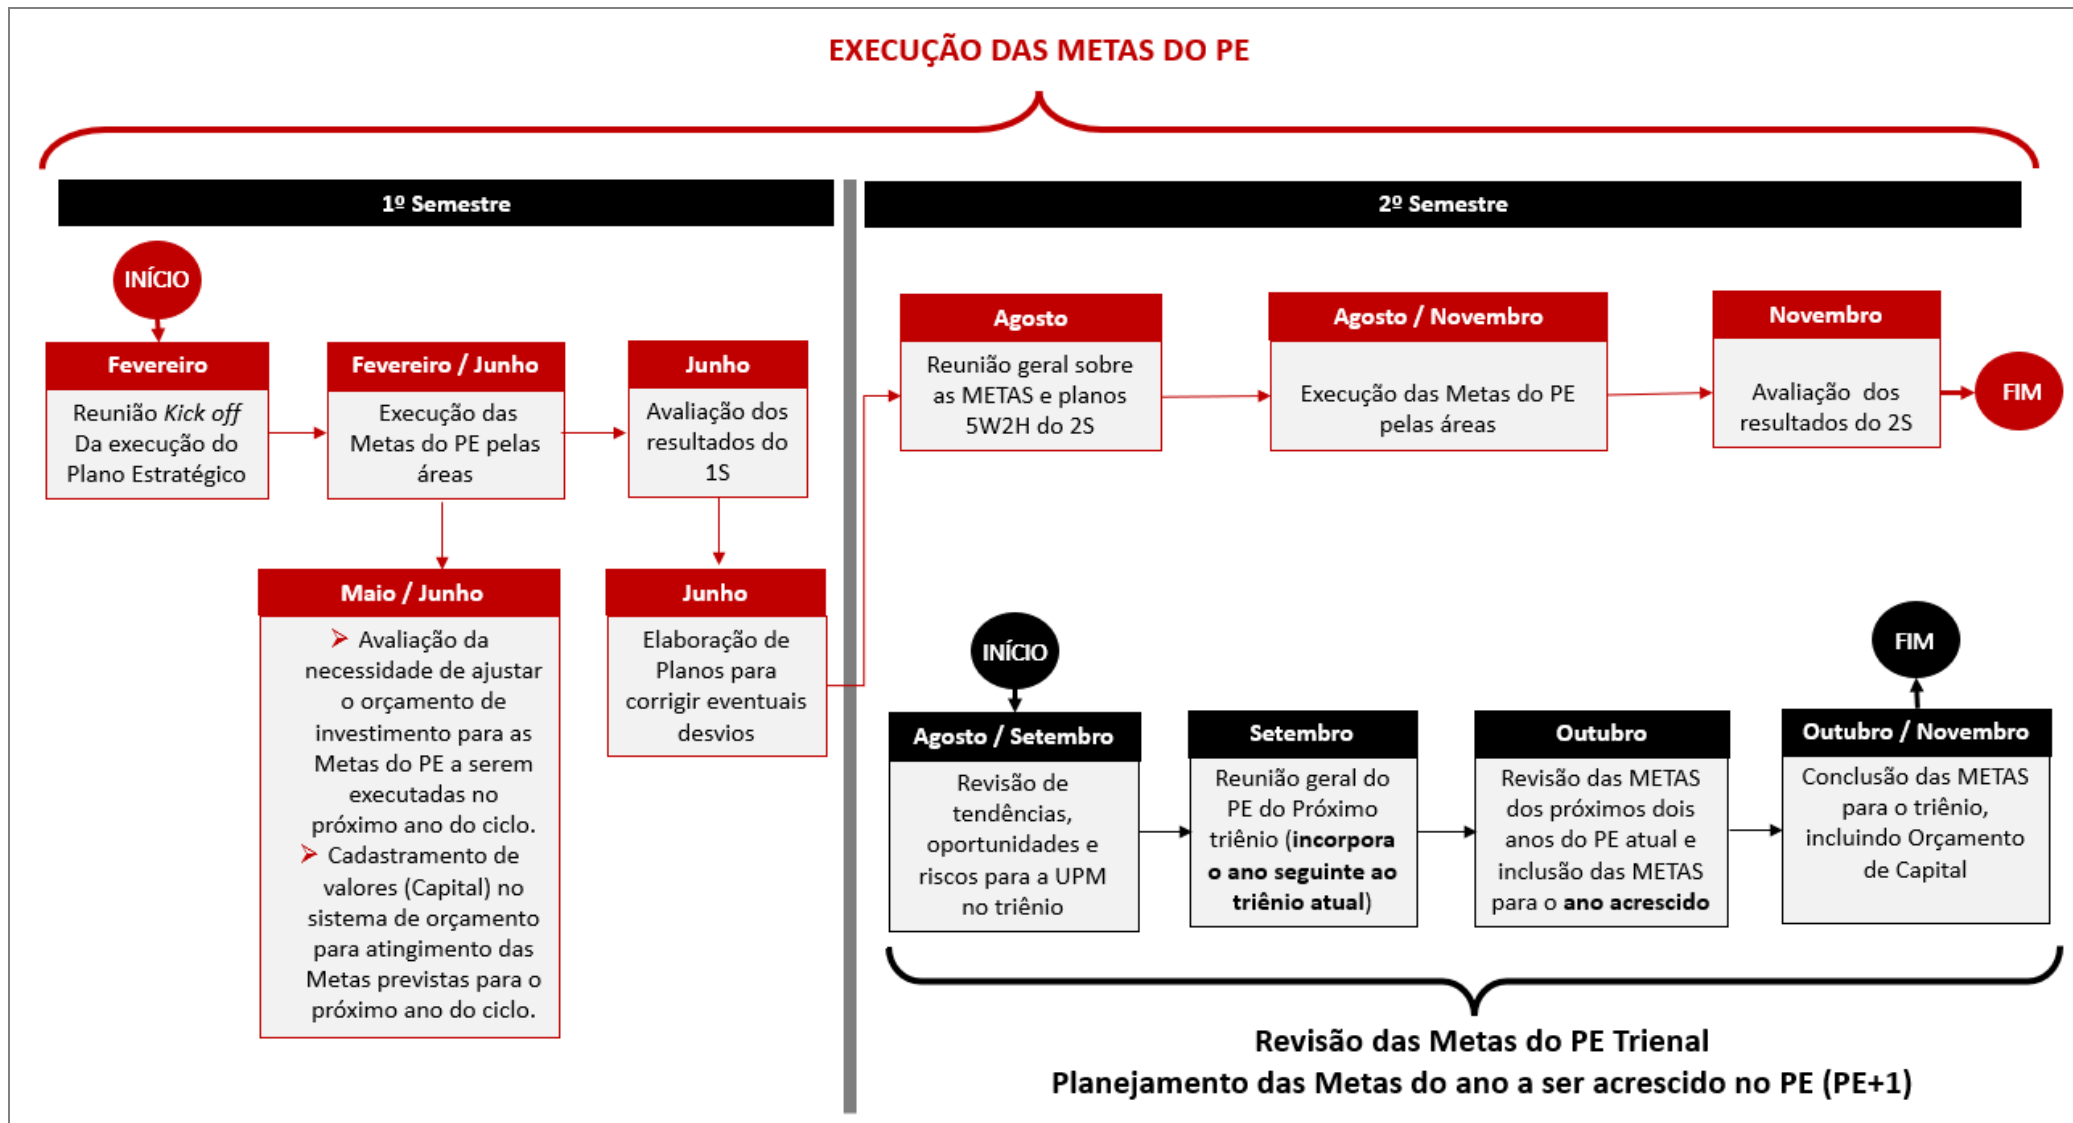 EXECUÇÃO DAS METAS DO PE
1º Semestre
INÍCIO
Fevereiro
Reunião Kick off
Da execução do
Plano Estratégico
Fevereiro / Junho
Execução das
Metas do PE pelas
áreas
Junho
Avaliação dos
resultados do
1S
Maio / Junho
➢ Avaliação da
necessidade de ajustar
o orçamento de
investimento para as
Metas do PE a serem
executadas no
próximo ano do ciclo.
➢ Cadastramento de
valores (Capital) no
sistema de orçamento
para atingimento das
Metas previstas para o
próximo ano do ciclo.
Junho
Elaboração de
Planos para
corrigir eventuais
desvios
2º Semestre
Agosto
Reunião geral sobre
as METAS e planos
5W2H do 2S
Agosto / Novembro
Execução das Metas do PE
pelas áreas
Novembro
Avaliação dos
resultados do 2S
FIM
INÍCIO
Agosto / Setembro
Revisão de
tendências,
oportunidades e
riscos para a UPM
no triênio
Setembro
Reunião geral do
PE do Próximo
triênio (incorpora
o ano seguinte ao
triênio atual)
Outubro
Revisão das METAS
dos próximos dois
anos do PE atual e
inclusão das METAS
para o ano acrescido
Outubro / Novembro
Conclusão das METAS
para o triênio,
incluindo Orçamento
de Capital
FIM
Revisão das Metas do PE Trienal
Planejamento das Metas do ano a ser acrescido no PE (PE+1)